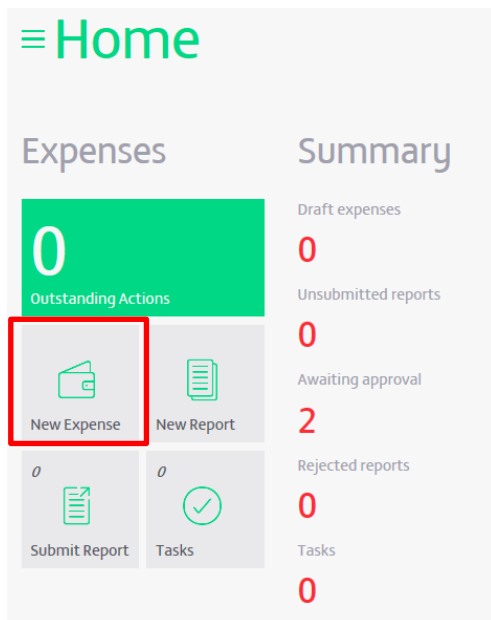 Home
Expenses
0
Outstanding Actions
New Expense
New Report
0
Submit Report
0
Tasks
Summary
Draft expenses
0
Unsubmitted reports
0
Awaiting approval
2
Rejected reports
0
Tasks
0